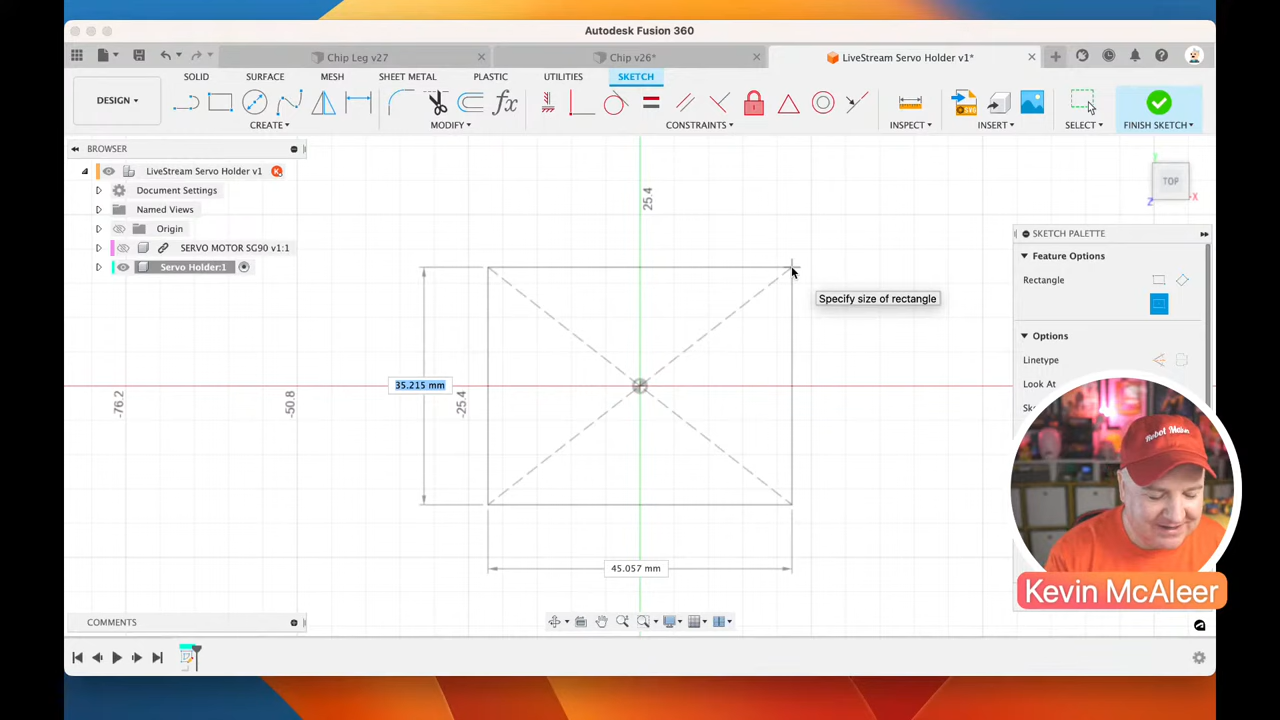 Autodesk Fusion 360
Chip Leg v27
Chip v26*
LiveStream Servo Holder v1*
DESIGN
SOLID
SURFACE
MESH
SHEET METAL
PLASTIC
UTILITIES
SKETCH
CREATE
MODIFY
CONSTRAINTS
INSPECT
INSERT
SELECT
FINISH SKETCH
BROWSER
LiveStream Servo Holder v1
Document Settings
Named Views
Origin
SERVO MOTOR SG90 v1:1
Servo Holder:1
TOP
X
Z
25.4
-76.2
-50.8
-25.4
35.215 mm
45.057 mm
Specify size of rectangle
SKETCH PALETTE
Feature Options
Rectangle
Options
Linetype
Look At
Robot Maker
Kevin McAleer
COMMENTS